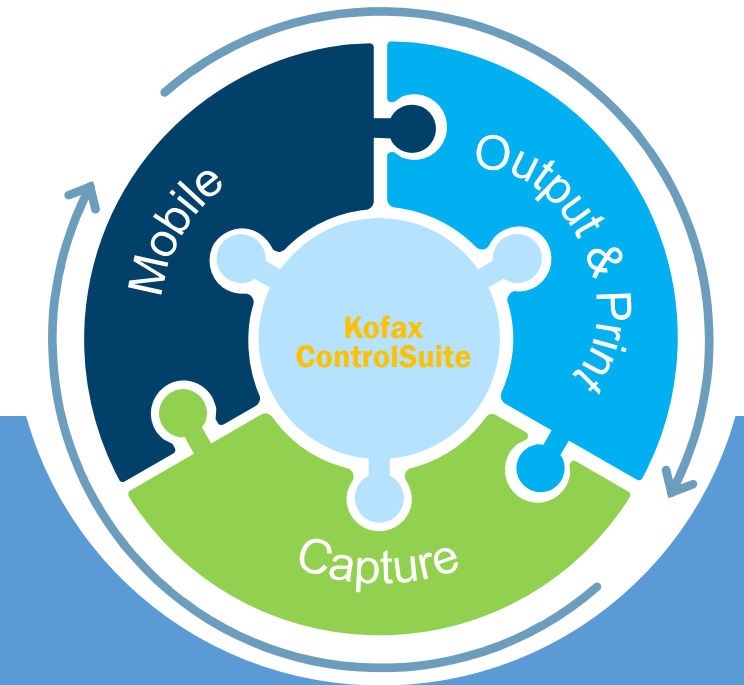 Mobile
Output & Print
Kofax
ControlSuite
Capture